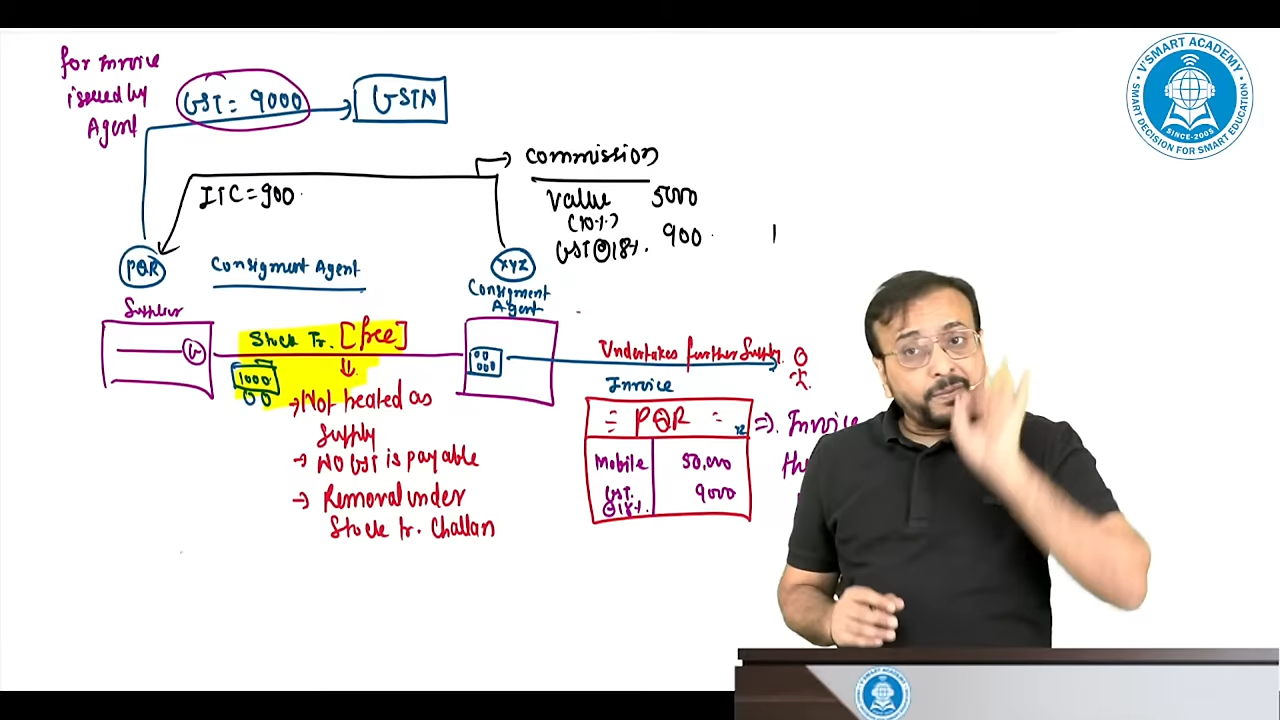 for Invoice
issued by
Agent
GST = 9000
GSTN
Commission
Value 5000
(10%)
GST@18%. 900
ITC = 900
PQR
Consignment Agent
xyz
Supplier
Consignment
Agent
Stock Tr. [free]
1000
→ Not treated as
Supply
→ NO GST is payable
→ Removal under
Stock Tr. Challan
Undertakes further Supply.
Invoice
= PQR =
Mobile 50,000
GST. 9000
@18%.
⇒ Invoice
V'SMART ACADEMY
SMART DECISION FOR SMART EDUCATION
SINCE-2005